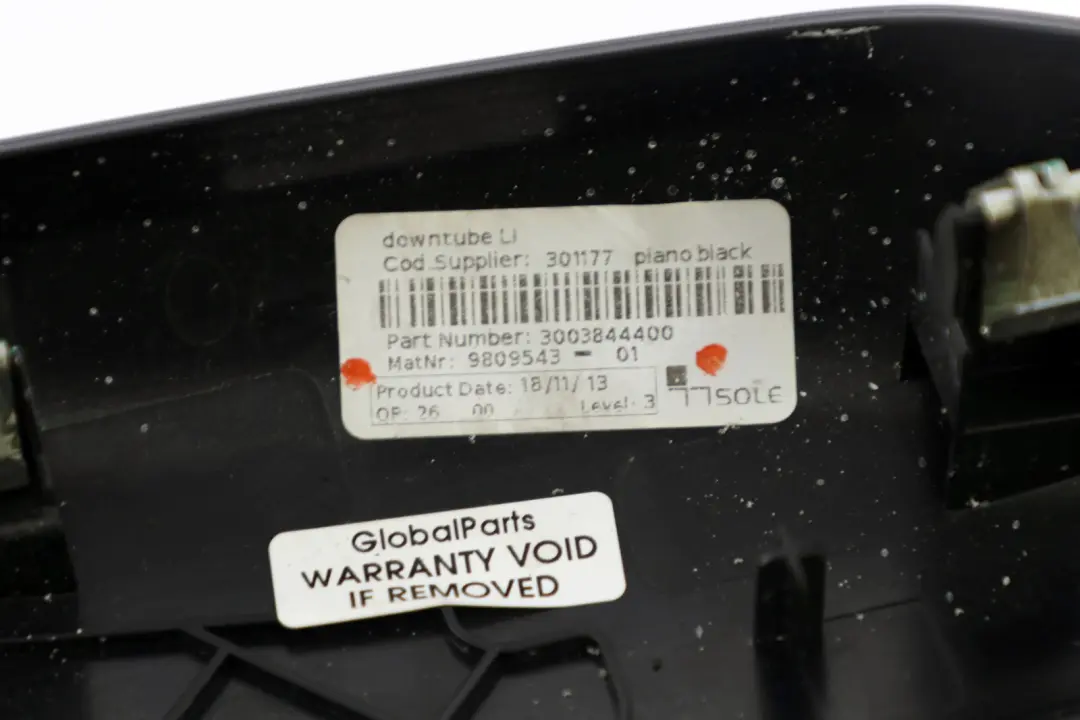 downtube Li
Cod.Supplier: 301177 piano black
Part Number: 3003844400
MatNr: 9809543 - 01
Product Date: 18/11/ 13
OP: 26 00 Level: 3
GlobalParts
WARRANTY VOID
IF REMOVED